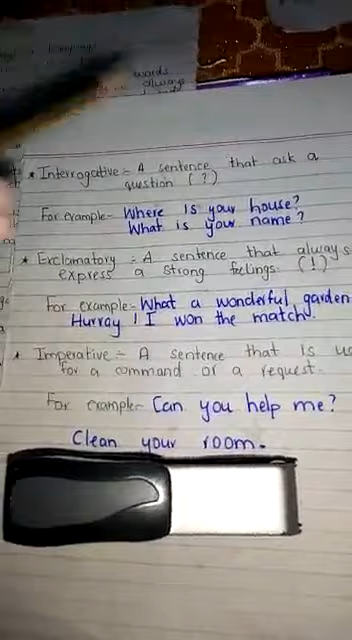 words
always
* Interrogative :- A sentence that ask a
question (?)
For example- Where is your house?
What is your name?
* Exclamatory :- A sentence that always
express a strong feelings. (!)
For example- What a wonderful garden
Hurray! I won the match.
* Imperative :- A sentence that is
for a command or a request.
For example- Can you help me?
Clean your room.